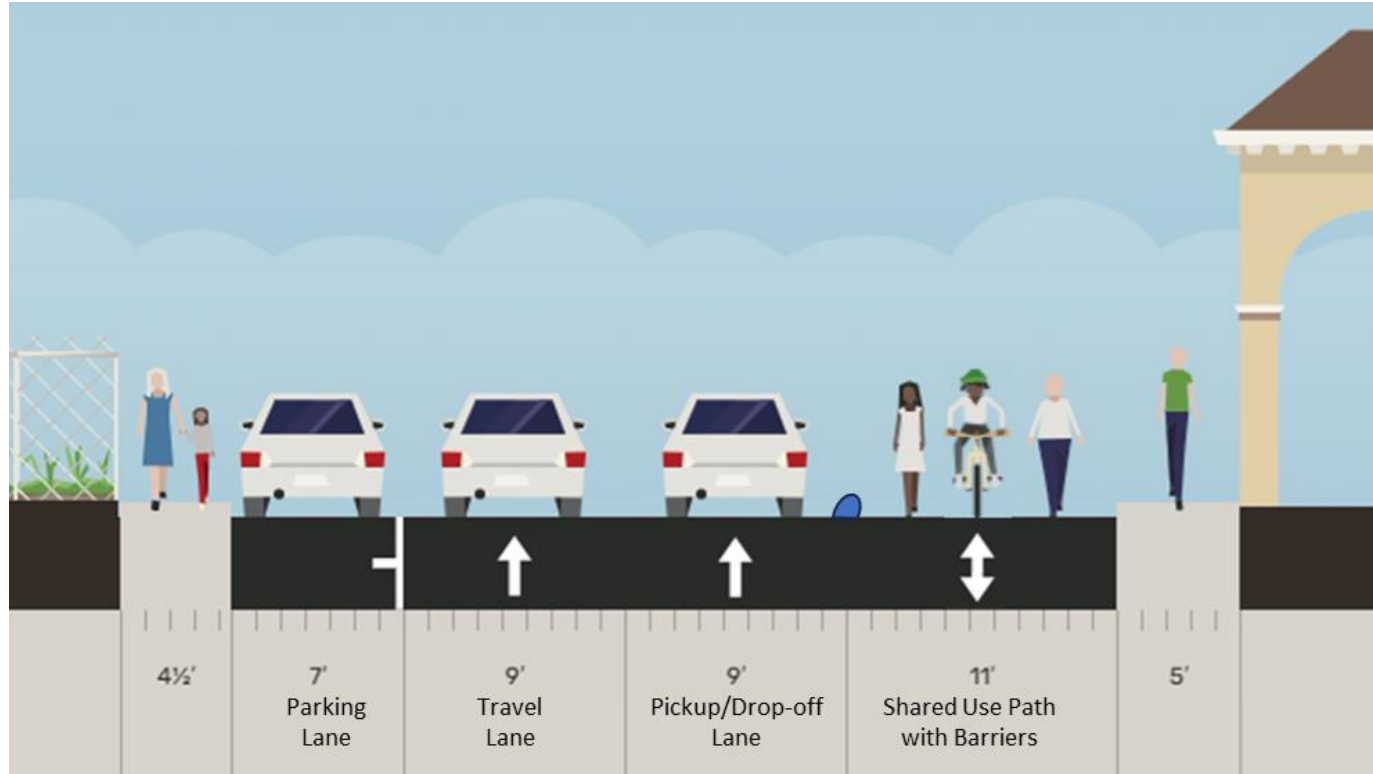 4½′
7′
Parking
Lane
9′
Travel
Lane
9′
Pickup/Drop-off
Lane
11′
Shared Use Path
with Barriers
5′